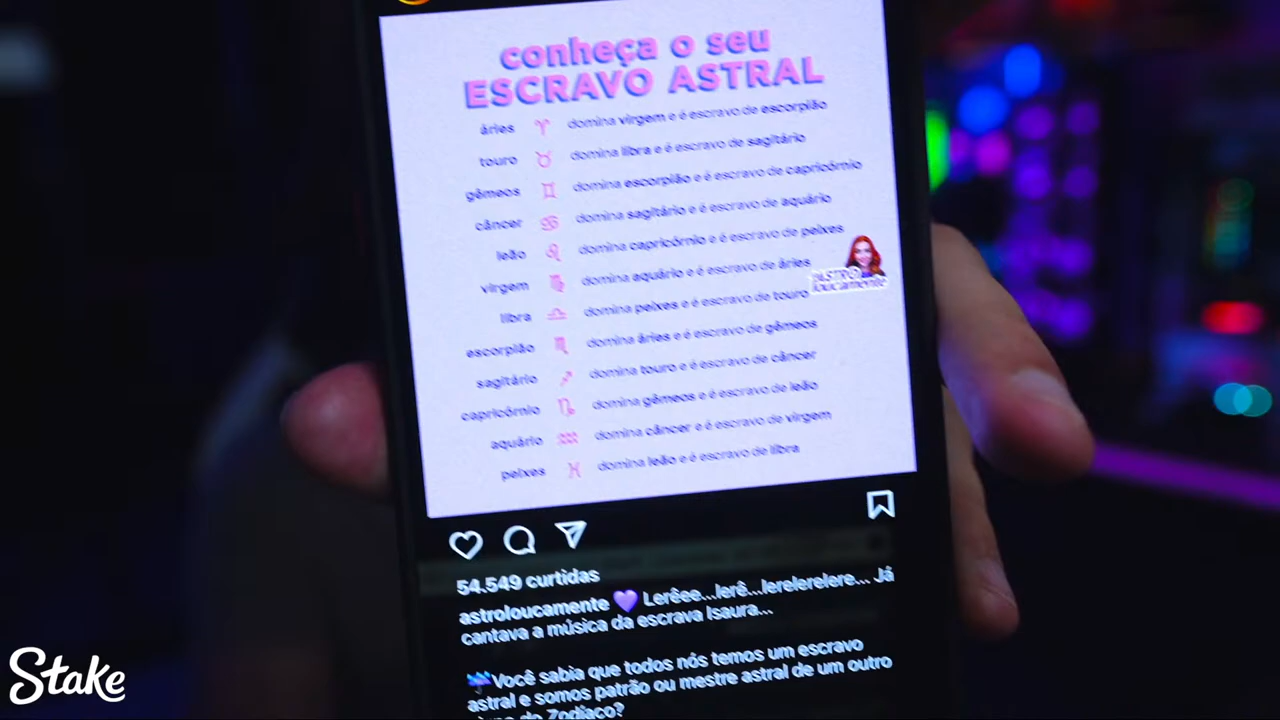 conheça o seu
ESCRAVO ASTRAL
áries ♈ domina virgem e é escravo de escorpião
touro ♉ domina libra e é escravo de sagitário
gêmeos ♊ domina escorpião e é escravo de capricórnio
câncer ♋ domina sagitário e é escravo de aquário
leão ♌ domina capricórnio e é escravo de peixes
virgem ♍ domina aquário e é escravo de áries
libra ♎ domina peixes e é escravo de touro
escorpião ♏ domina áries e é escravo de gêmeos
sagitário ♐ domina touro e é escravo de câncer
capricórnio ♑ domina gêmeos e é escravo de leão
aquário ♒ domina câncer e é escravo de virgem
peixes ♓ domina leão e é escravo de libra
ASTRO
loucamente
54.549 curtidas
astroloucamente 💜 Lerêee...lerê...lerelerelere... Já
cantava a música da escrava Isaura...
☔Você sabia que todos nós temos um escravo
astral e somos patrão ou mestre astral de um outro
do Zodíaco?
Stake